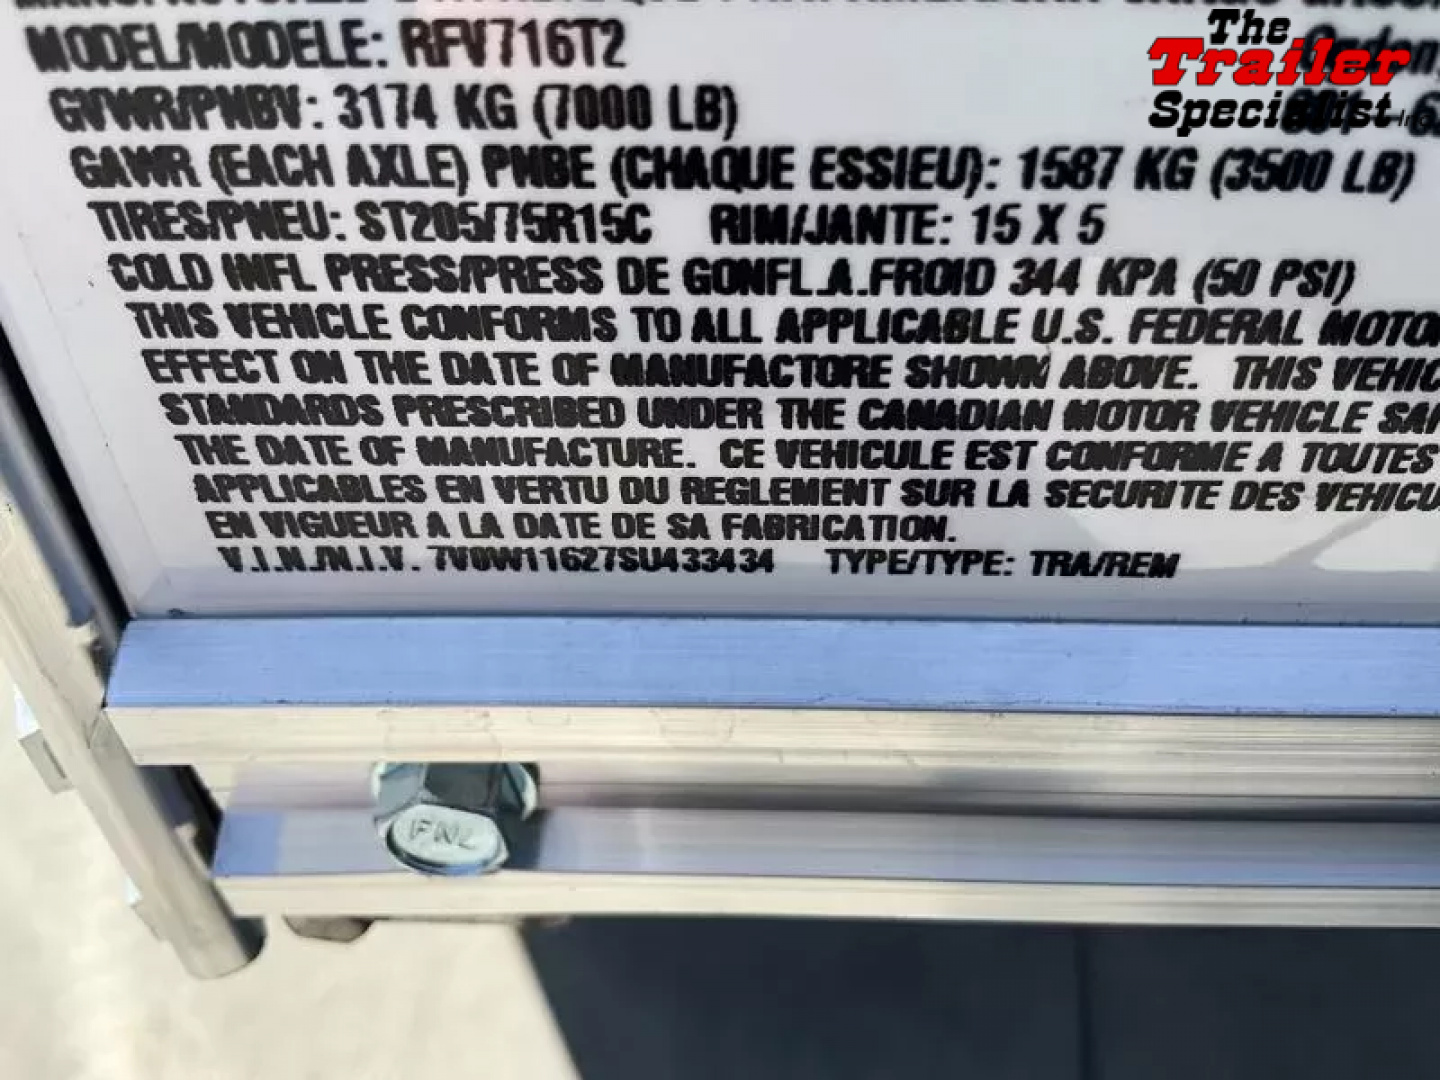 MODEL/MODELE: RFV716T2
GVWR/PNBV: 3174 KG (7000 LB)
GAWR (EACH AXLE) PNBE (CHAQUE ESSIEU): 1587 KG (3500 LB)
TIRES/PNEU: ST205/75R15C RIM/JANTE: 15 X 5
COLD INFL PRESS/PRESS DE GONFL.A.FROID 344 KPA (50 PSI)
THIS VEHICLE CONFORMS TO ALL APPLICABLE U.S. FEDERAL MOTOR
EFFECT ON THE DATE OF MANUFACTORE SHOWN ABOVE. THIS VEHIC
STANDARDS PRESCRIBED UNDER THE CANADIAN MOTOR VEHICLE SAF
THE DATE OF MANUFACTURE. CE VEHICULE EST CONFORME A TOUTES
APPLICABLES EN VERTU DU REGLEMENT SUR LA SECURITE DES VEHICU
EN VIGUEUR A LA DATE DE SA FABRICATION.
V.I.N./N.I.V. 7V0W11627SU433434 TYPE/TYPE: TRA/REM
The
Trailer
Specialist Inc
FNL